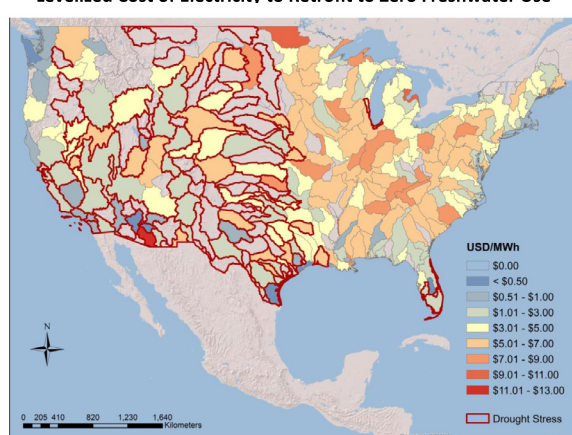 Levelized Cost of Electricity to Retrofit to Zero Freshwater Use
USD/MWh
$0.00
< $0.50
$0.51 - $1.00
$1.01 - $3.00
$3.01 - $5.00
$5.01 - $7.00
$7.01 - $9.00
$9.01 - $11.00
$11.01 - $13.00
Drought Stress
N
0 205 410 820 1,230 1,640
Kilometers